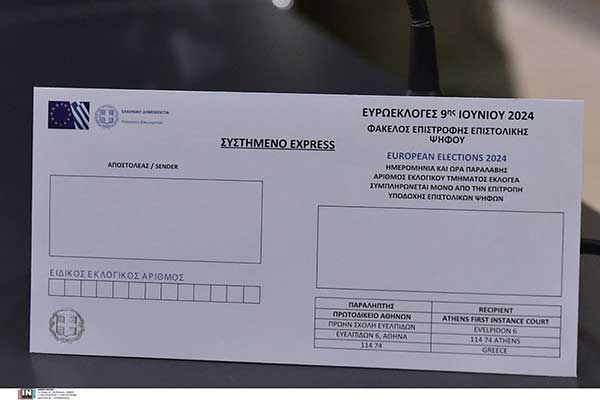 ΕΛΛΗΝΙΚΗ ΔΗΜΟΚΡΑΤΙΑ
Υπουργείο Εσωτερικών
ΣΥΣΤΗΜΕΝΟ EXPRESS
ΑΠΟΣΤΟΛΕΑΣ / SENDER
ΕΙΔΙΚΟΣ ΕΚΛΟΓΙΚΟΣ ΑΡΙΘΜΟΣ
ΕΥΡΩΕΚΛΟΓΕΣ 9ης ΙΟΥΝΙΟΥ 2024
ΦΑΚΕΛΟΣ ΕΠΙΣΤΡΟΦΗΣ ΕΠΙΣΤΟΛΙΚΗΣ
ΨΗΦΟΥ
EUROPEAN ELECTIONS 2024
ΗΜΕΡΟΜΗΝΙΑ ΚΑΙ ΩΡΑ ΠΑΡΑΛΑΒΗΣ
ΑΡΙΘΜΟΣ ΕΚΛΟΓΙΚΟΥ ΤΜΗΜΑΤΟΣ ΕΚΛΟΓΕΑ
ΣΥΜΠΛΗΡΩΝΕΤΑΙ ΜΟΝΟ ΑΠΟ ΤΗΝ ΕΠΙΤΡΟΠΗ
ΥΠΟΔΟΧΗΣ ΕΠΙΣΤΟΛΙΚΩΝ ΨΗΦΩΝ
ΠΑΡΑΛΗΠΤΗΣ RECIPIENT
ΠΡΩΤΟΔΙΚΕΙΟ ΑΘΗΝΩΝ ATHENS FIRST INSTANCE COURT
ΠΡΩΗΝ ΣΧΟΛΗ ΕΥΕΛΠΙΔΩΝ EVELPIDON 6
ΕΥΕΛΠΙΔΩΝ 6, ΑΘΗΝΑ 114 74 ATHENS
114 74 GREECE